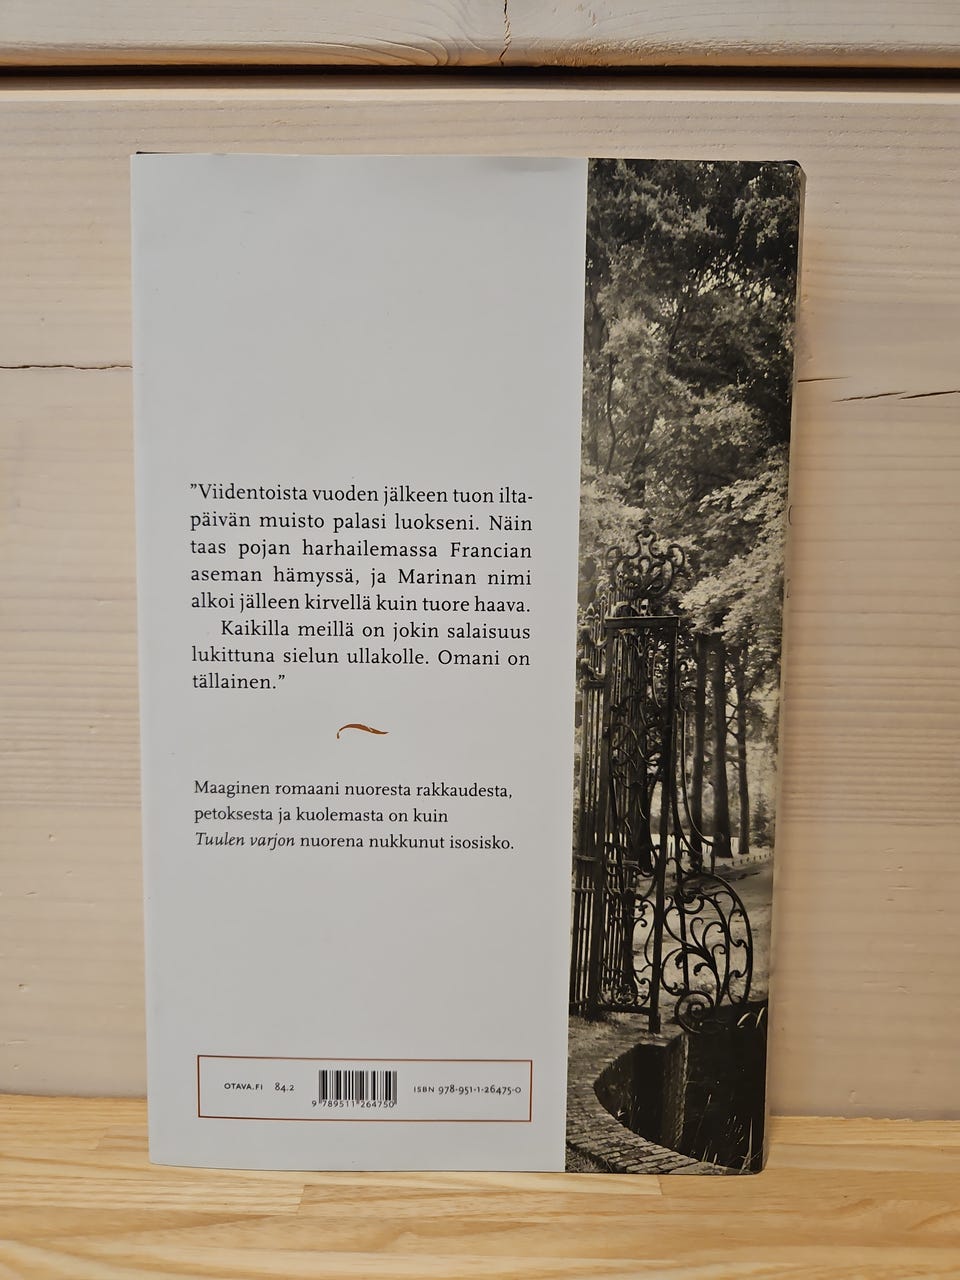 ”Viidentoista vuoden jälkeen tuon ilta-
päivän muisto palasi luokseni. Näin
taas pojan harhailemassa Francian
aseman hämyssä, ja Marinan nimi
alkoi jälleen kirvellä kuin tuore haava.
Kaikilla meillä on jokin salaisuus
lukittuna sielun ullakolle. Omani on
tällainen.”
Maaginen romaani nuoresta rakkaudesta,
petoksesta ja kuolemasta on kuin
Tuulen varjon nuorena nukkunut isosisko.
OTAVA.FI 84.2
9 789511 264750
ISBN 978-951-1-26475-0